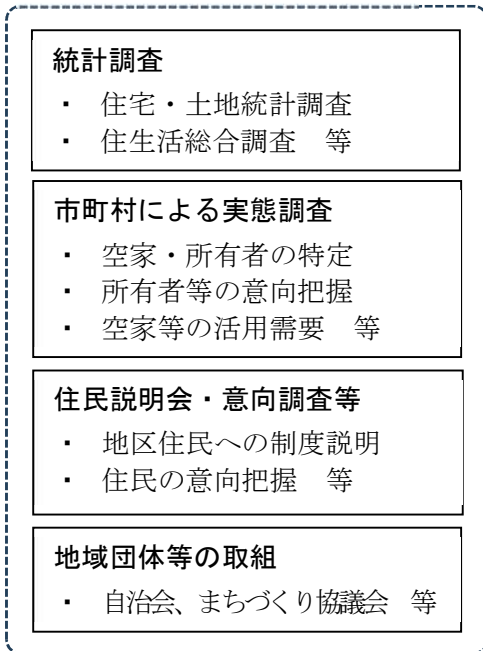 統計調査
・ 住宅・土地統計調査
・ 住生活総合調査 等
市町村による実態調査
・ 空家・所有者の特定
・ 所有者等の意向把握
・ 空家等の活用需要 等
住民説明会・意向調査等
・ 地区住民への制度説明
・ 住民の意向把握 等
地域団体等の取組
・ 自治会、まちづくり協議会 等